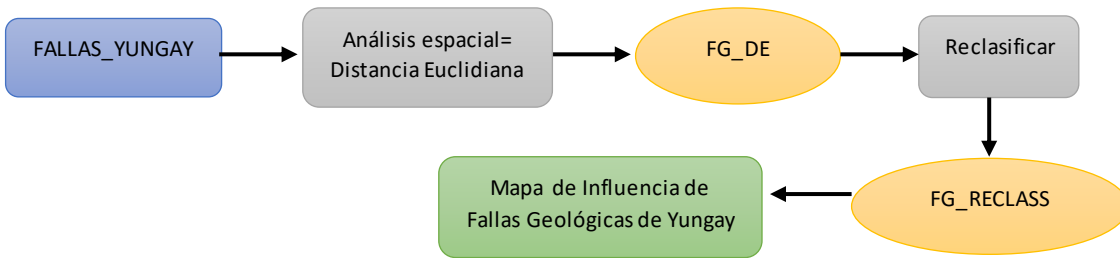 FALLAS_YUNGAY
Análisis espacial=
Distancia Euclidiana
FG_DE
Reclasificar
FG_RECLASS
Mapa de Influencia de
Fallas Geológicas de Yungay